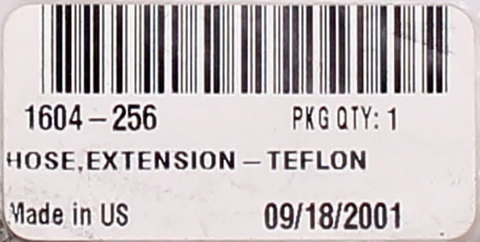 1604-256 PKG QTY: 1
HOSE,EXTENSION-TEFLON
Made in US 09/18/2001